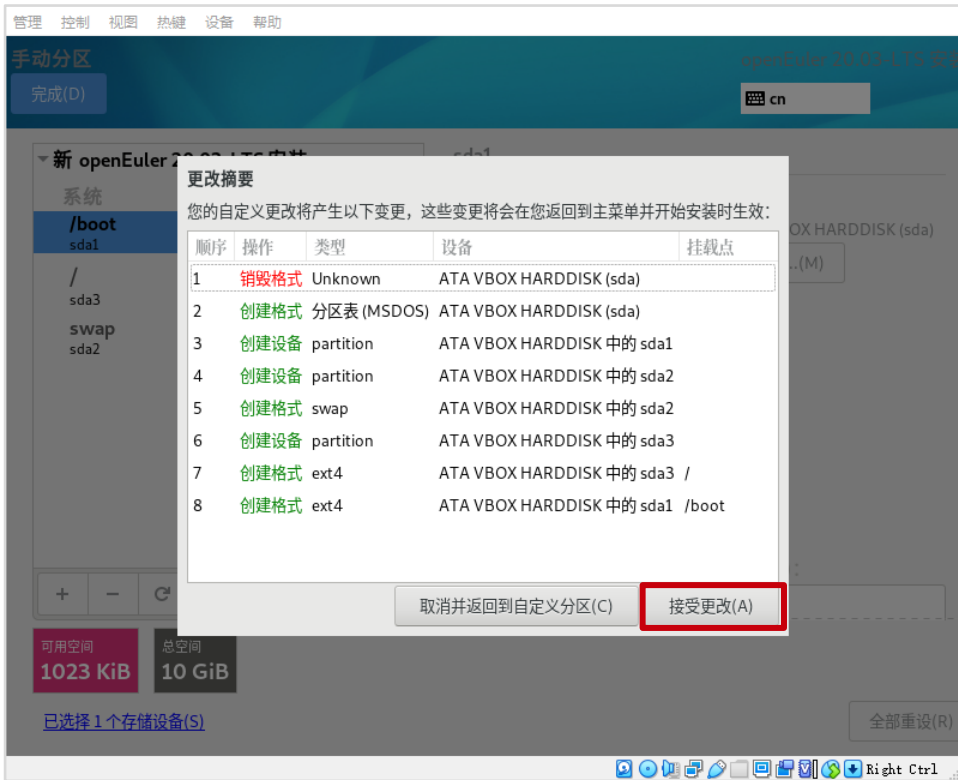 管理 控制 视图 热键 设备 帮助
手动分区
完成(D)
cn
新 openEuler 2
系统
/boot
sda1
/
sda3
swap
sda2
sda1
OX HARDDISK (sda)
..(M)
更改摘要
您的自定义更改将产生以下变更，这些变更将会在您返回到主菜单并开始安装时生效：
顺序 操作 类型 设备 挂载点
1 销毁格式 Unknown ATA VBOX HARDDISK (sda)
2 创建格式 分区表 (MSDOS) ATA VBOX HARDDISK (sda)
3 创建设备 partition ATA VBOX HARDDISK 中的 sda1
4 创建设备 partition ATA VBOX HARDDISK 中的 sda2
5 创建格式 swap ATA VBOX HARDDISK 中的 sda2
6 创建设备 partition ATA VBOX HARDDISK 中的 sda3
7 创建格式 ext4 ATA VBOX HARDDISK 中的 sda3 /
8 创建格式 ext4 ATA VBOX HARDDISK 中的 sda1 /boot
取消并返回到自定义分区(C) 接受更改(A)
可用空间
1023 KiB
总空间
10 GiB
已选择 1 个存储设备(S)
全部重设(R)
Right Ctrl